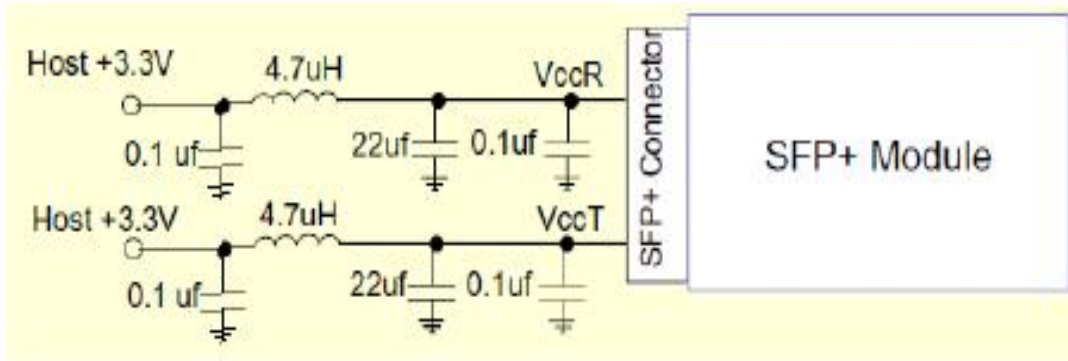 Host +3.3V
4.7uH
VccR
0.1 uf
22uf
0.1uf
Host +3.3V
4.7uH
VccT
0.1 uf
22uf
0.1uf
SFP+ Connector
SFP+ Module